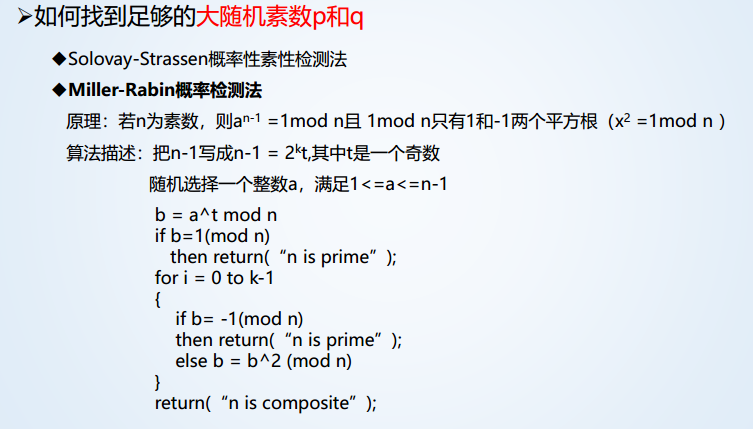 ➢如何找到足够的大随机素数p和q
◆Solovay-Strassen概率性素性检测法
◆Miller-Rabin概率检测法
原理：若n为素数，则aⁿ⁻¹ =1mod n且 1mod n只有1和-1两个平方根（x² =1mod n ）
算法描述：把n-1写成n-1 = 2ᵏt,其中t是一个奇数
随机选择一个整数a，满足1<=a<=n-1
b = a^t mod n
if b=1(mod n)
then return(“n is prime”);
for i = 0 to k-1
{
if b= -1(mod n)
then return(“n is prime”);
else b = b^2 (mod n)
}
return(“n is composite”);